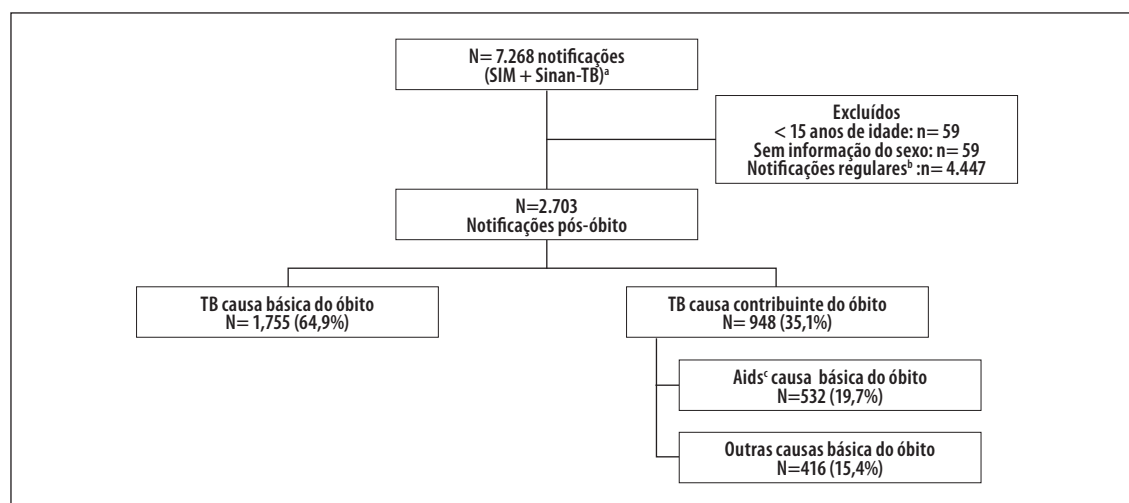 N= 7.268 notificações
(SIM + Sinan-TB)ᵃ
Excluídos
< 15 anos de idade: n= 59
Sem informação do sexo: n= 59
Notificações regularesᵇ :n= 4.447
N=2.703
Notificações pós-óbito
TB causa básica do óbito
N= 1,755 (64,9%)
TB causa contribuinte do óbito
N= 948 (35,1%)
Aidsᶜ causa básica do óbito
N=532 (19,7%)
Outras causas básica do óbito
N=416 (15,4%)